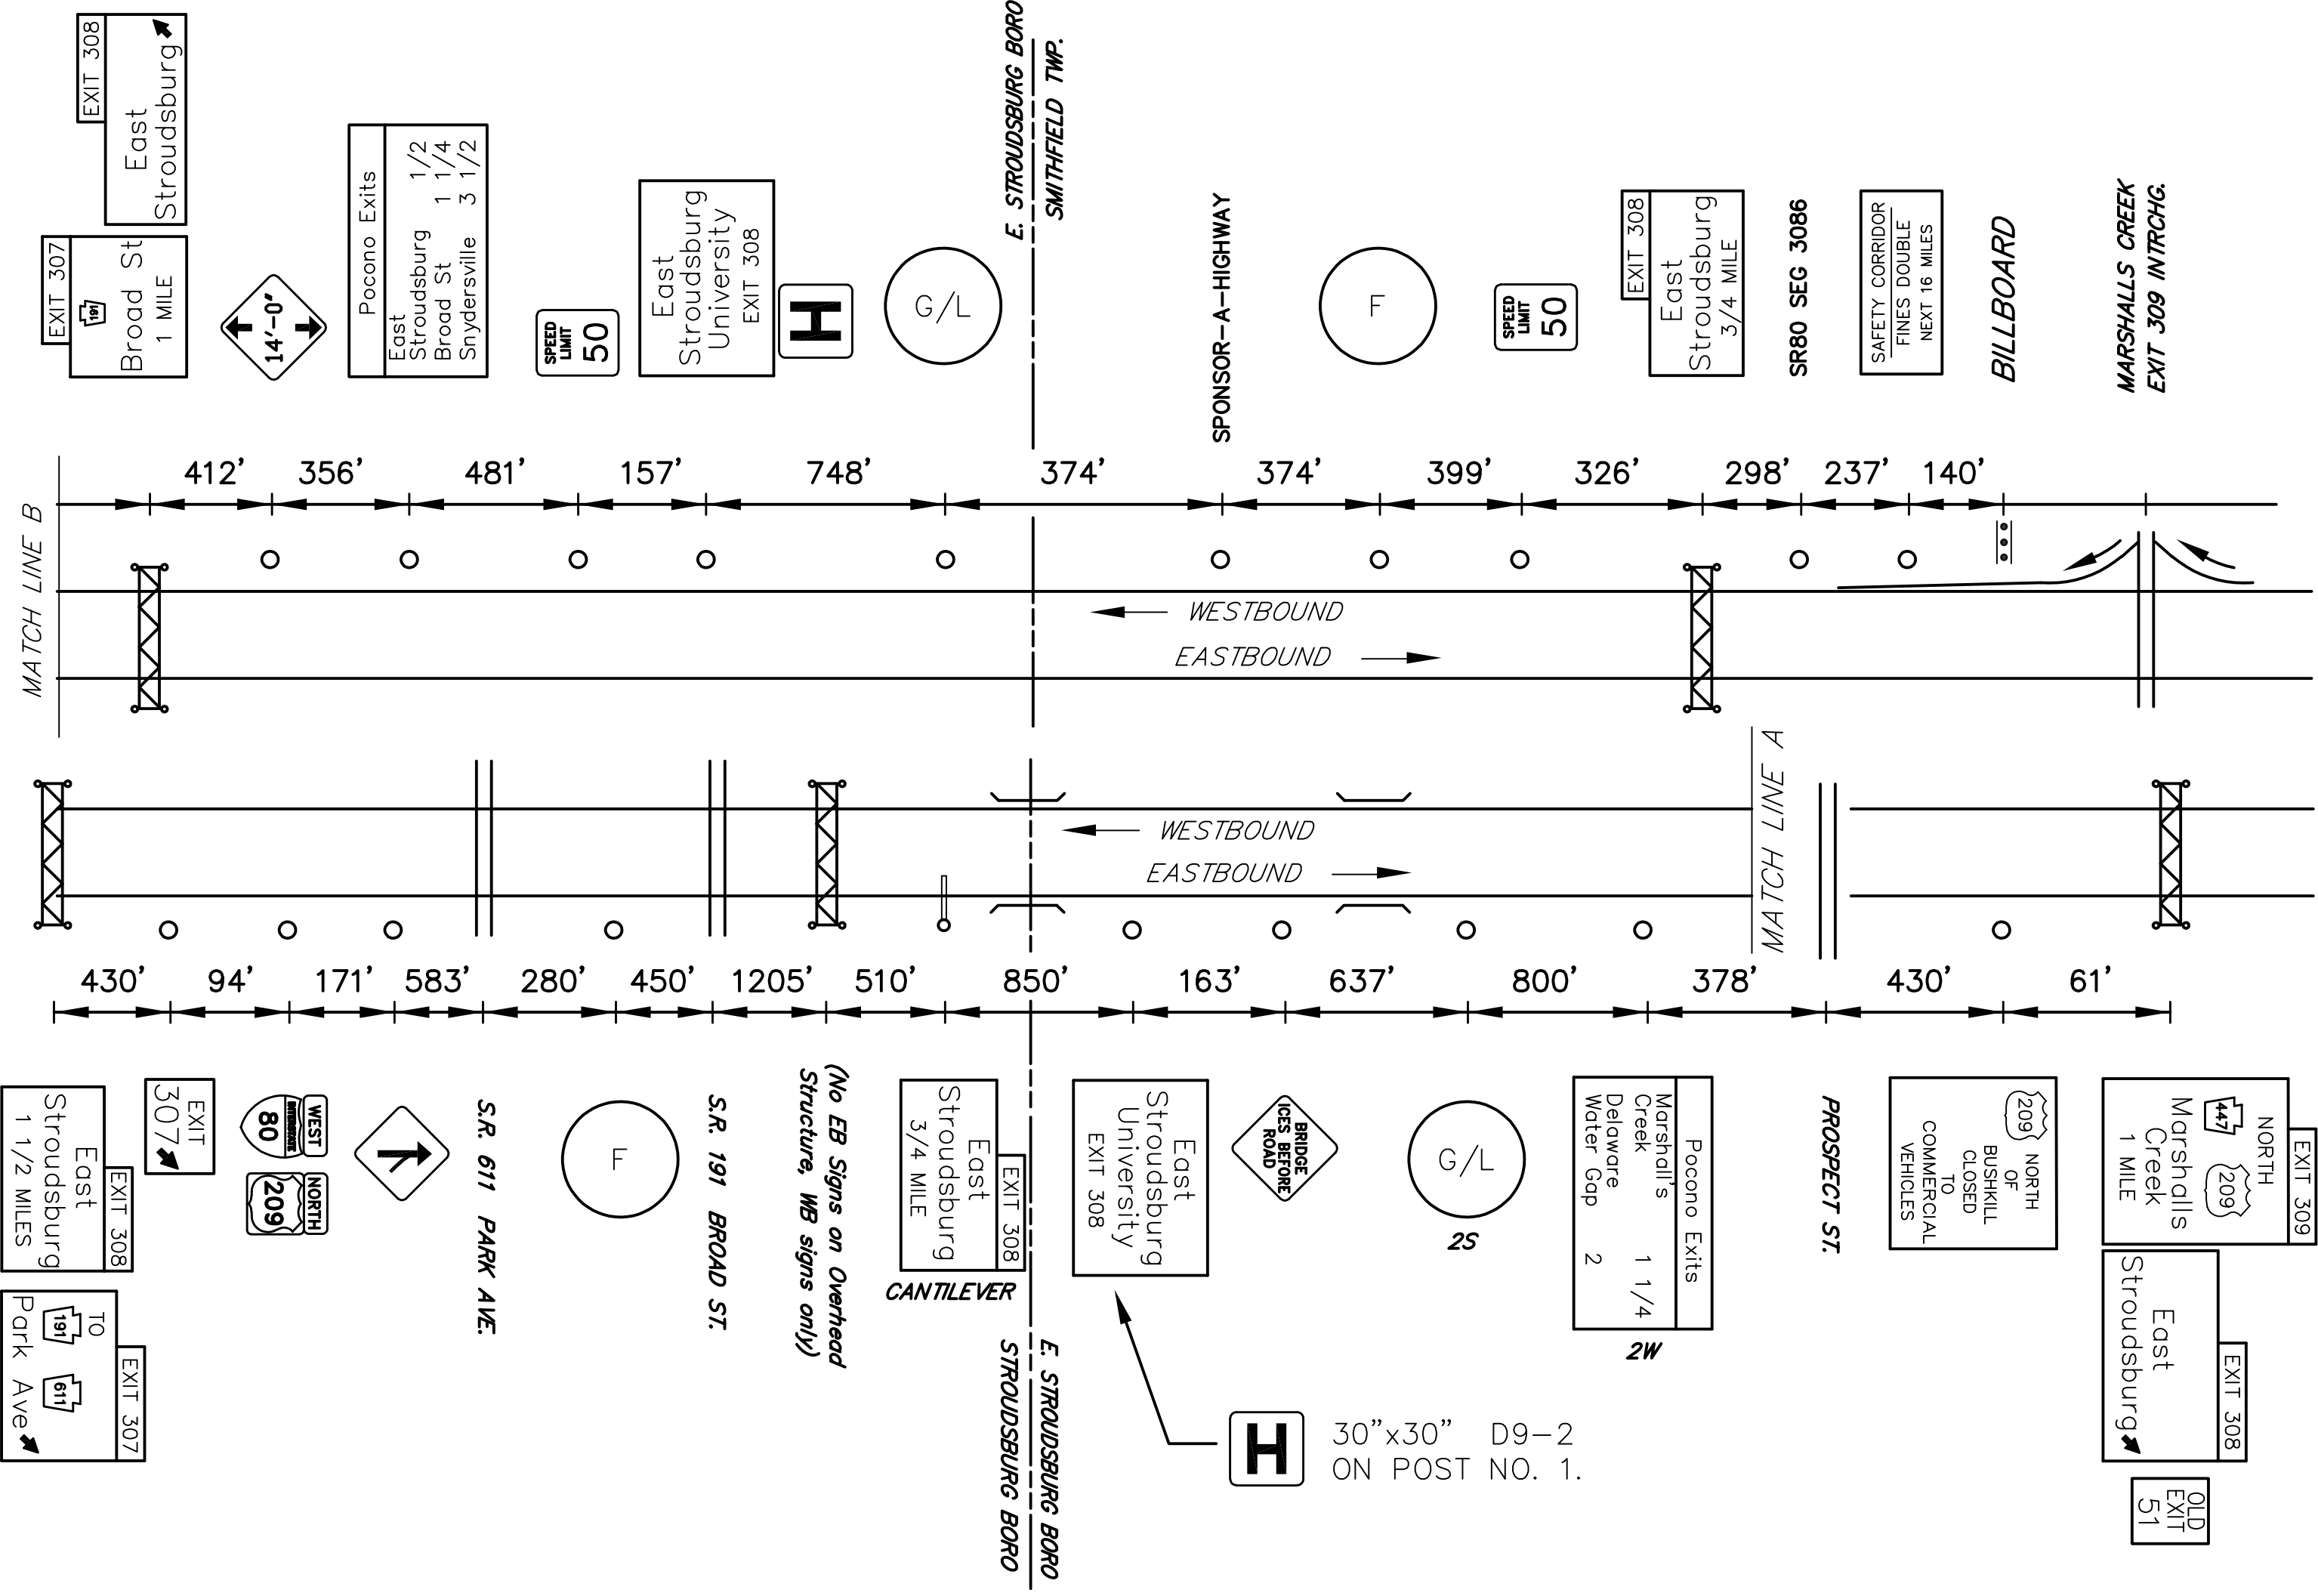 EXIT 308
East
Stroudsburg
EXIT 307
191
Broad St
1 MILE
14'-0"
Pocono Exits
East
Stroudsburg 1/2
Broad St 1 1/4
Snydersville 3 1/2
SPEED
LIMIT
50
East
Stroudsburg
University
EXIT 308
H
G/L
E. STROUDSBURG BORO
SMITHFIELD TWP.
SPONSOR-A-HIGHWAY
F
SPEED
LIMIT
50
EXIT 308
East
Stroudsburg
3/4 MILE
SR80 SEG 3086
SAFETY CORRIDOR
FINES DOUBLE
NEXT 16 MILES
BILLBOARD
MARSHALLS CREEK
EXIT 309 INTRCHG.
412' 356' 481' 157' 748' 374' 374' 399' 326' 298' 237' 140'
MATCH LINE B
WESTBOUND
EASTBOUND
MATCH LINE A
WESTBOUND
EASTBOUND
430' 94' 171' 583' 280' 450' 1205' 510' 850' 163' 637' 800' 378' 430' 61'
EXIT 308
East
Stroudsburg
1 1/2 MILES
EXIT 307
TO
191 611
Park Ave
EXIT
307
WEST
INTERSTATE
80
NORTH
209
S.R. 611 PARK AVE.
F
S.R. 191 BROAD ST.
(No EB Signs on Overhead
Structure, WB signs only)
EXIT 308
East
Stroudsburg
3/4 MILE
CANTILEVER
E. STROUDSBURG BORO
STROUDSBURG BORO
East
Stroudsburg
University
EXIT 308
H
30"x30" D9-2
ON POST NO. 1.
BRIDGE
ICES BEFORE
ROAD
G/L
2S
Pocono Exits
Marshall's
Creek 1 1/4
Delaware
Water Gap 2
2W
PROSPECT ST.
209 NORTH
OF
BUSHKILL
CLOSED
TO
COMMERCIAL
VEHICLES
EXIT 309
NORTH
447 209
Marshalls
Creek
1 MILE
EXIT 308
East
Stroudsburg
OLD
EXIT
51